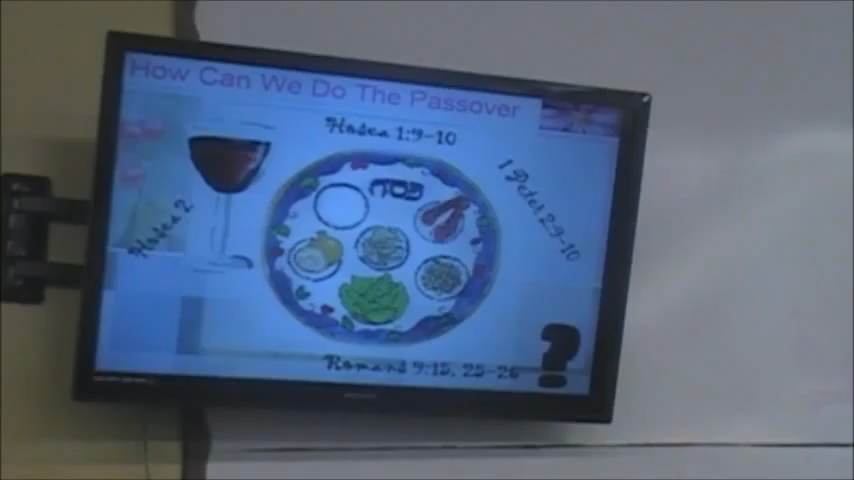 How Can We Do The Passover
Hosea 1:9-10
1 Peter 2:9-10
Hosea 2
פסח
Romans 9:15, 25-26
?